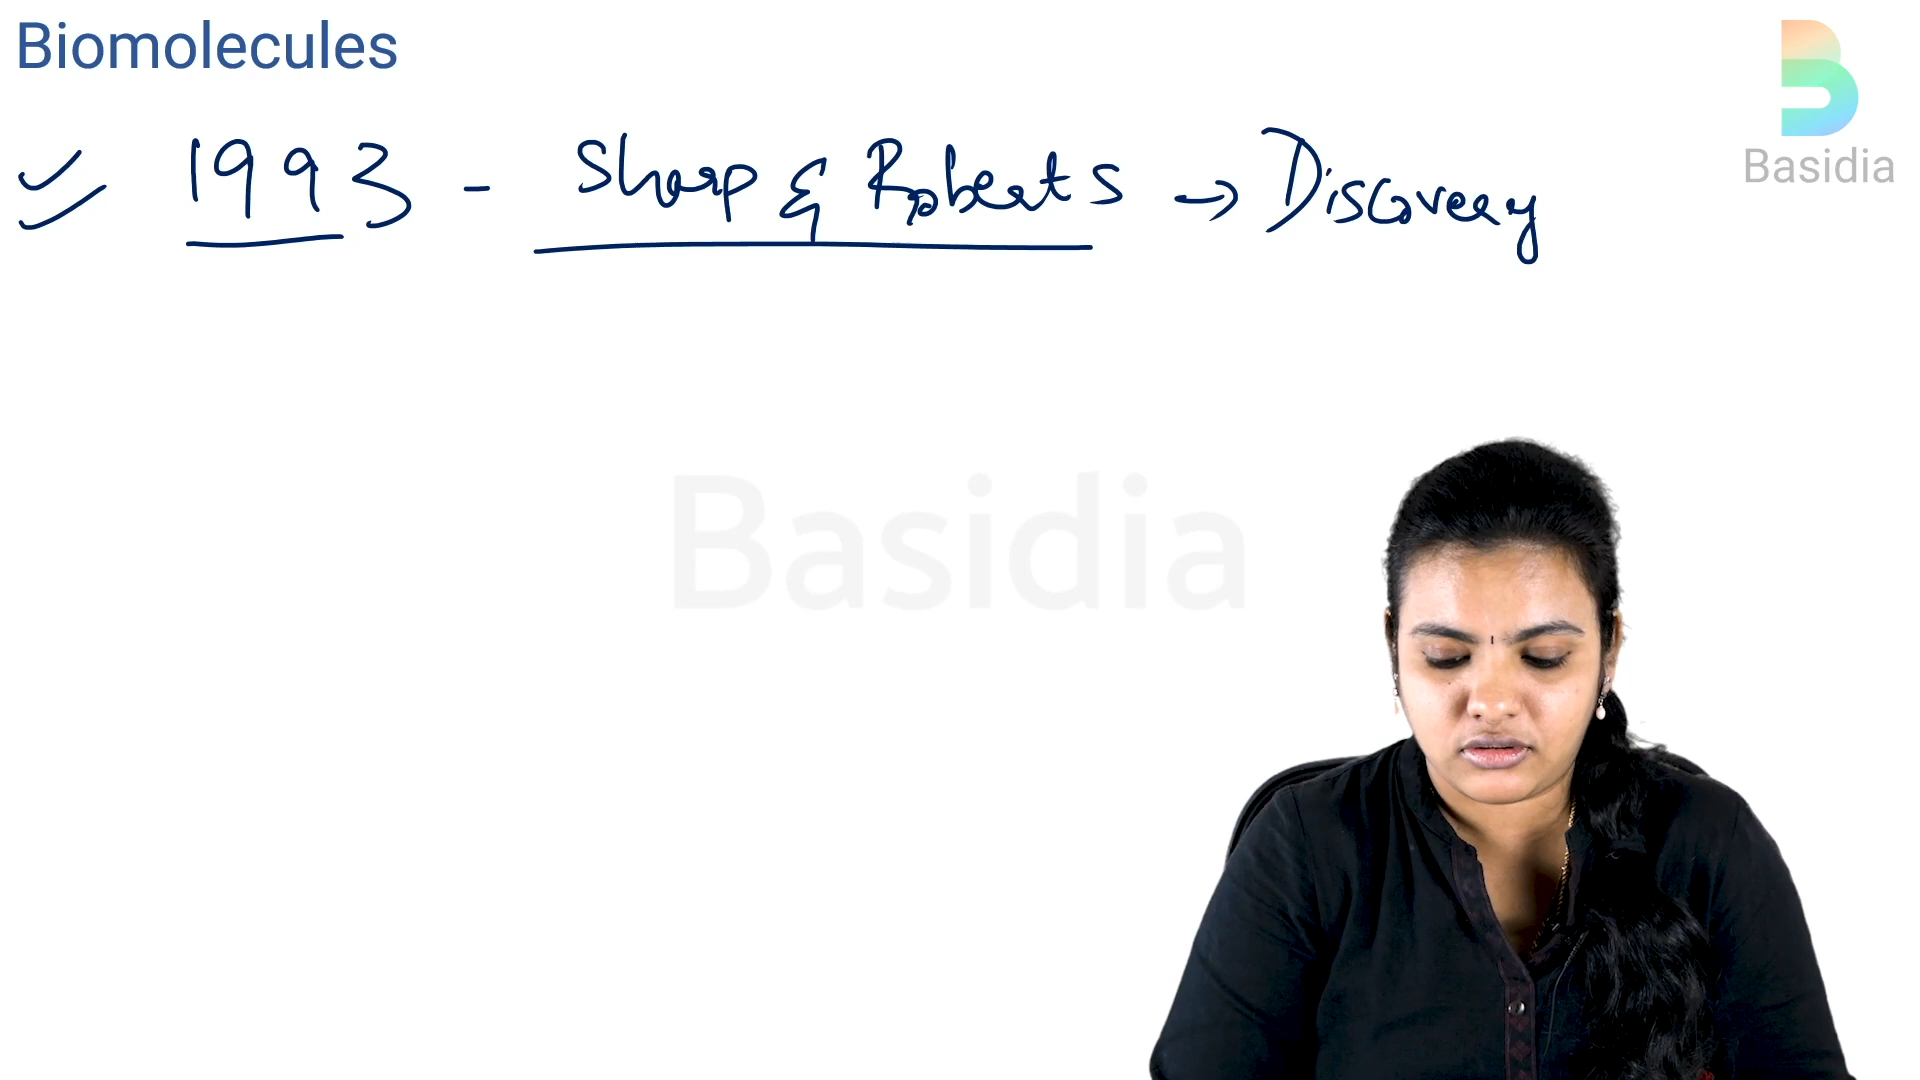 Biomolecules
1993 - Sharp & Roberts → Discovery
Basidia
Basidia